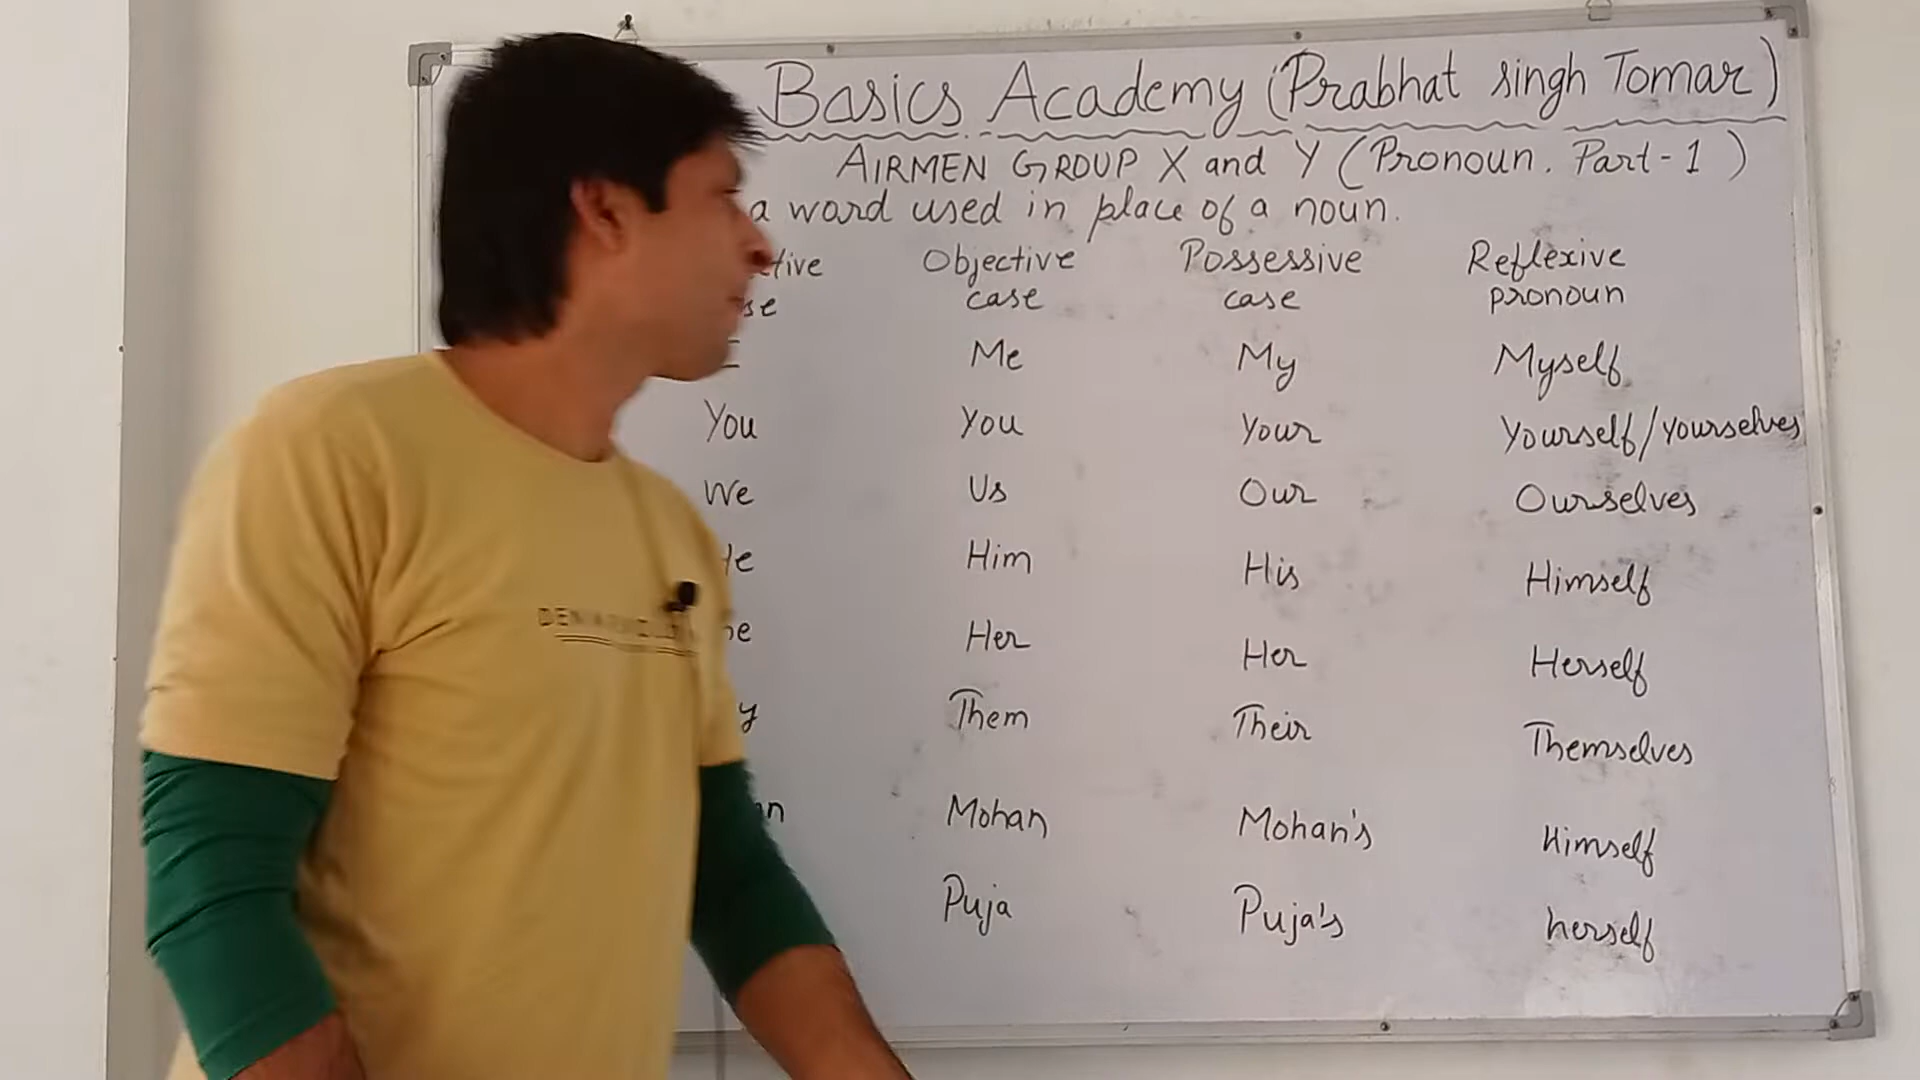 Basics Academy (Prabhat singh Tomar)
AIRMEN GROUP X and Y (Pronoun. Part-1)
a word used in place of a noun.
Objective case Possessive case Reflexive pronoun
Me My Myself
You You Your Yourself/Yourselves
We Us Our Ourselves
Him His Himself
Her Her Herself
Them Their Themselves
Mohan Mohan's Himself
Puja Puja's herself